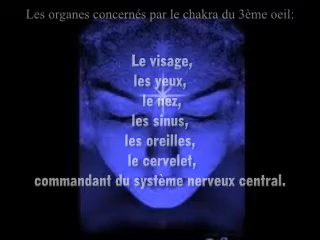 Les organes concernés par le chakra du 3ème oeil:
Le visage,
les yeux,
le nez,
les sinus,
les oreilles,
le cervelet,
commandant du système nerveux central.